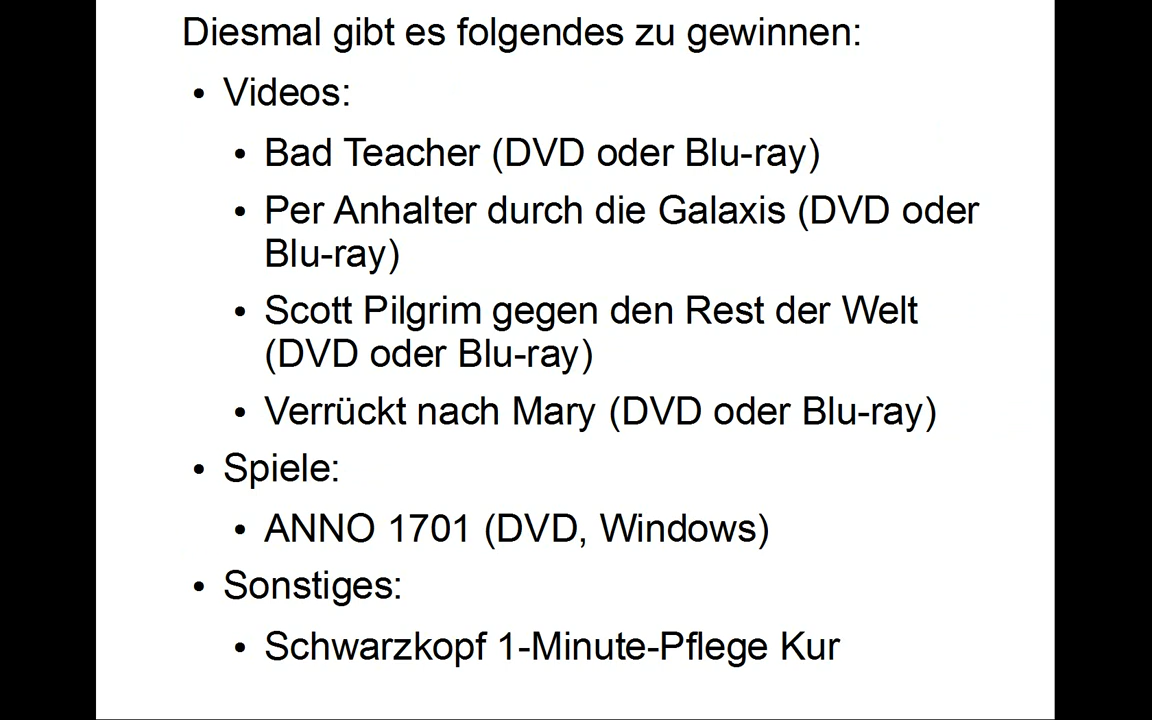 Diesmal gibt es folgendes zu gewinnen:
• Videos:
• Bad Teacher (DVD oder Blu-ray)
• Per Anhalter durch die Galaxis (DVD oder
Blu-ray)
• Scott Pilgrim gegen den Rest der Welt
(DVD oder Blu-ray)
• Verrückt nach Mary (DVD oder Blu-ray)
• Spiele:
• ANNO 1701 (DVD, Windows)
• Sonstiges:
• Schwarzkopf 1-Minute-Pflege Kur